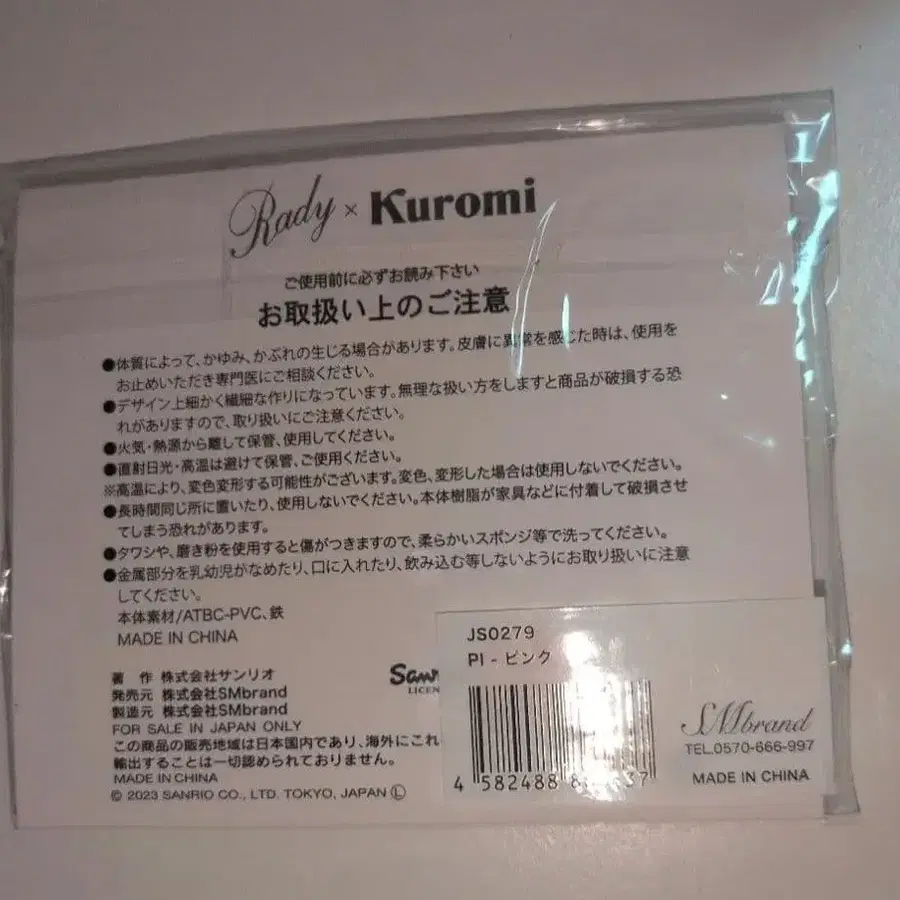 Rady × Kuromi
ご使用前に必ずお読み下さい
お取扱い上のご注意
●体質によって、かゆみ、かぶれの生じる場合があります。皮膚に異常を感じた時は、使用を
お止めいただき専門医にご相談ください。
●デザイン上細かく繊細な作りになっています。無理な扱い方をしますと商品が破損する恐
れがありますので、取り扱いにご注意ください。
●火気・熱源から離して保管、使用してください。
●直射日光・高温は避けて保管、ご使用ください。
※高温により、変色変形する可能性がございます。変色、変形した場合は使用しないでください。
●長時間同じ所に置いたり、使用しないでください。本体樹脂が家具などに付着して破損させ
てしまう恐れがあります。
●タワシや、磨き粉を使用すると傷がつきますので、柔らかいスポンジ等で洗ってください。
●金属部分を乳幼児がなめたり、口に入れたり、飲み込む等しないようにお取り扱いに注意
してください。
本体素材/ATBC-PVC、鉄
MADE IN CHINA
著 作 株式会社サンリオ
発売元 株式会社SMbrand
製造元 株式会社SMbrand
FOR SALE IN JAPAN ONLY
この商品の販売地域は日本国内であり、海外にこれ
輸出することは一切認められておりません。
MADE IN CHINA
© 2023 SANRIO CO., LTD. TOKYO, JAPAN Ⓛ
JS0279
PI - ピンク
4 582488
SMbrand
TEL.0570-666-997
MADE IN CHINA